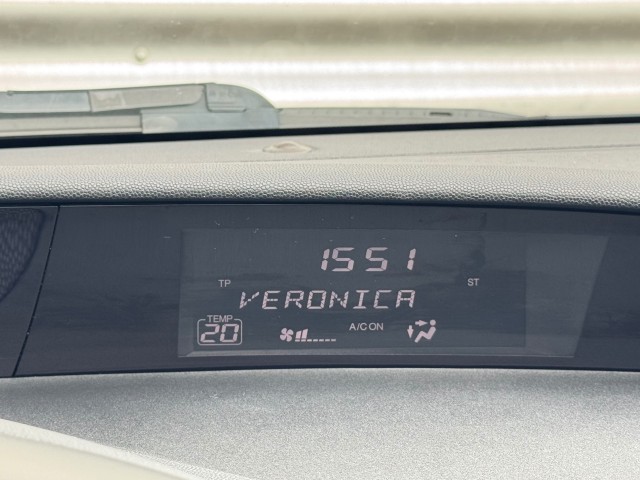 1551
TP
ST
VERONICA
TEMP
20
A/C ON